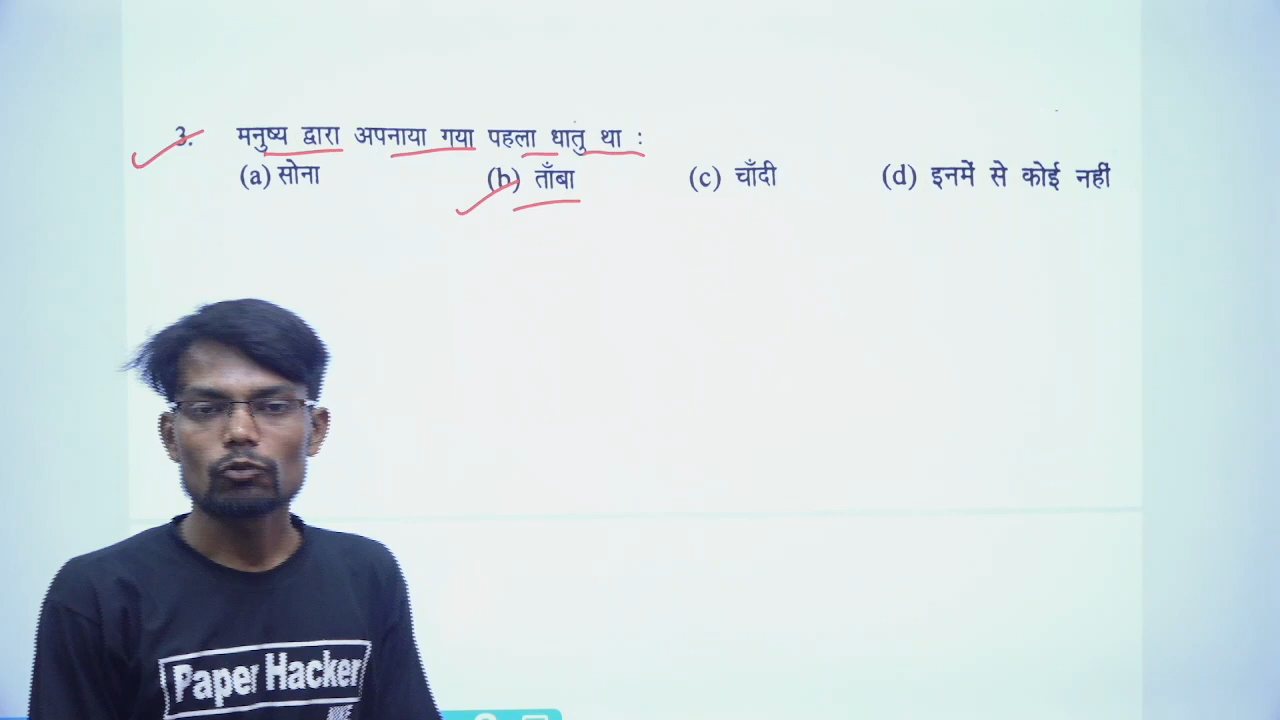 3. मनुष्य द्वारा अपनाया गया पहला धातु था :
(a) सोना (b) ताँबा (c) चाँदी (d) इनमें से कोई नहीं
Paper Hacker